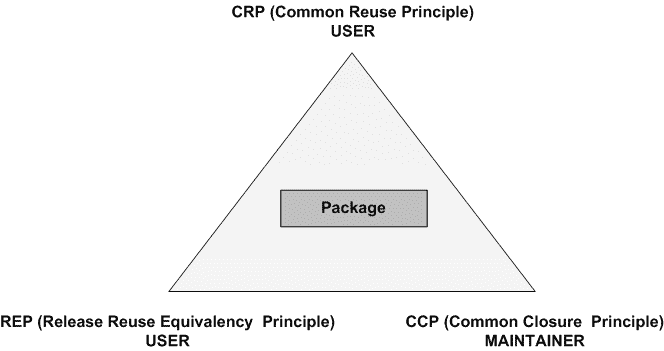 CRP (Common Reuse Principle)
USER
Package
REP (Release Reuse Equivalency Principle)
USER
CCP (Common Closure Principle)
MAINTAINER